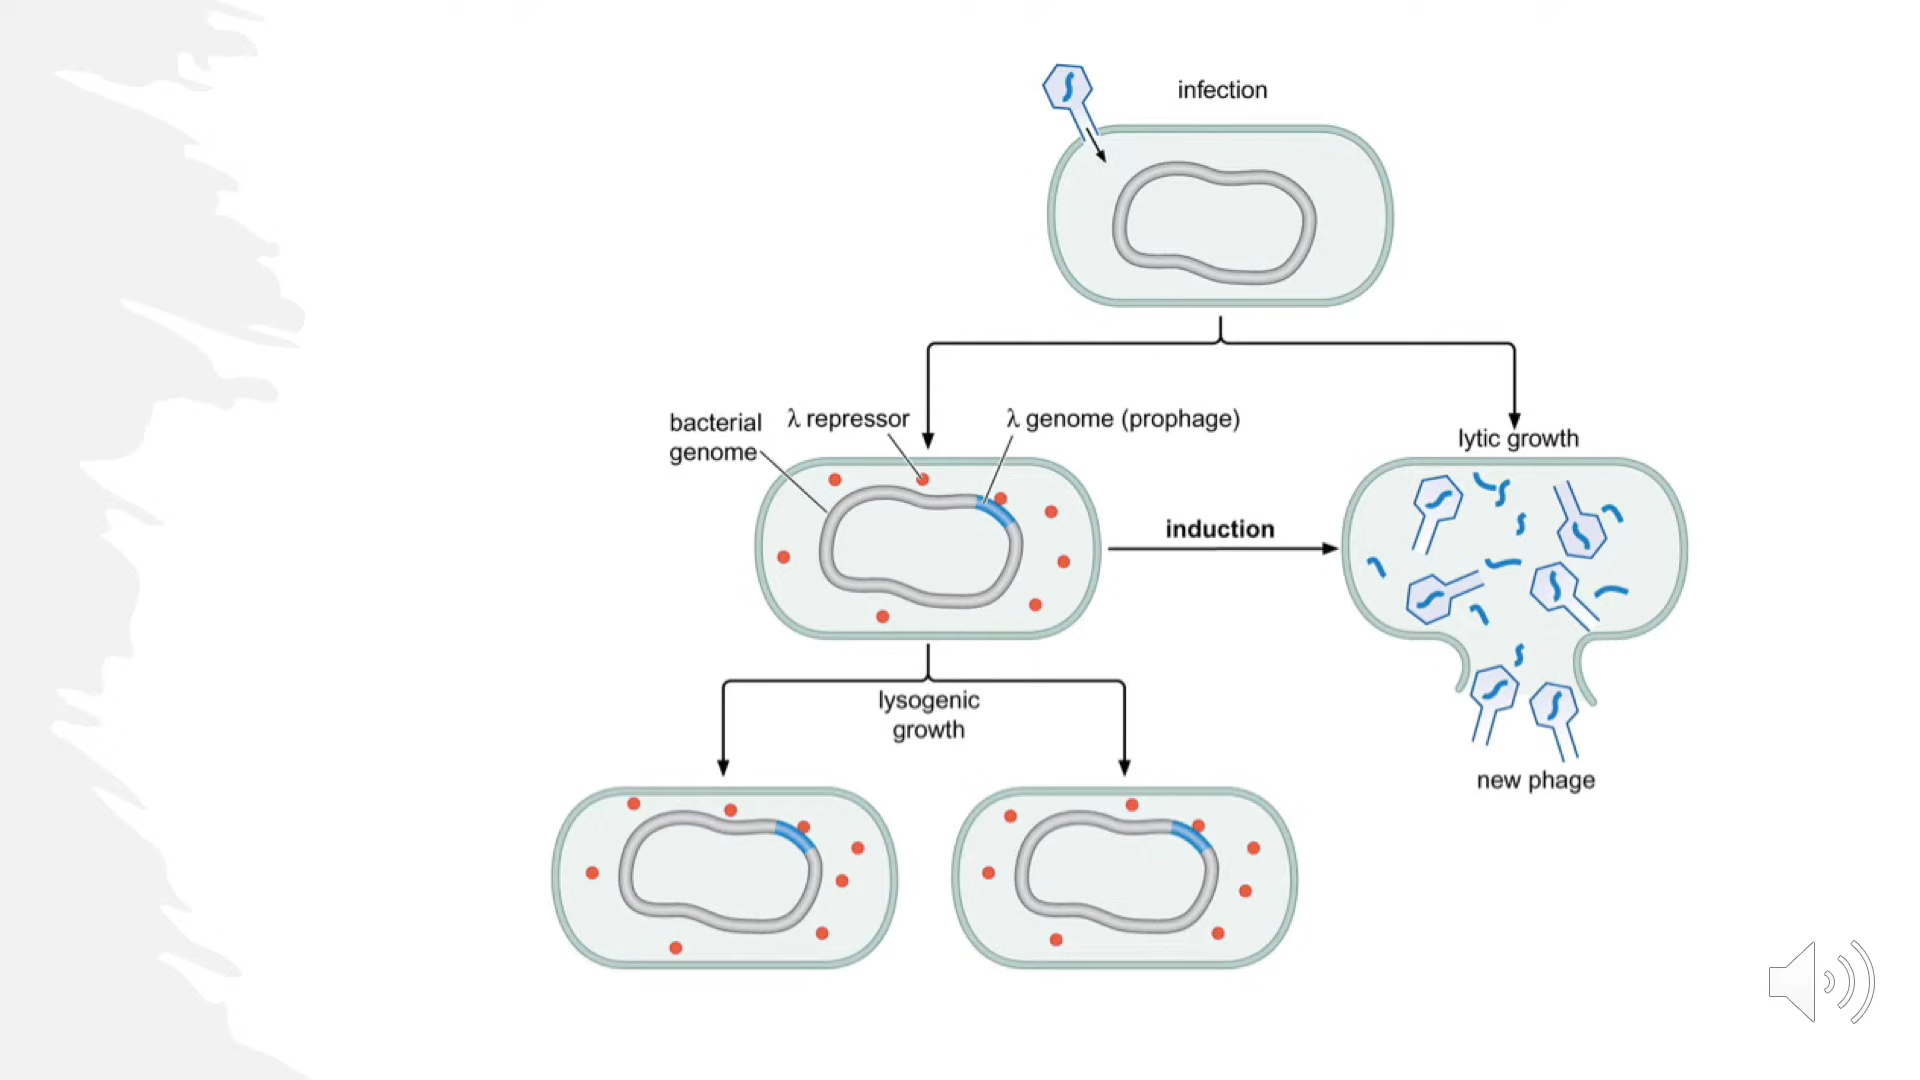 infection
bacterial
genome
λ repressor
λ genome (prophage)
lytic growth
induction
lysogenic
growth
new phage